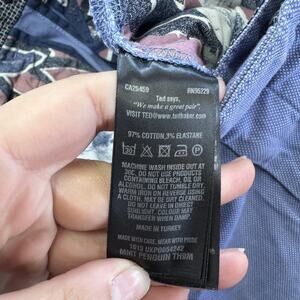 CA25459 RN95229
Ted says,
"We make a great pair".
VISIT TED@www.tedbaker.com
97% COTTON,3% ELASTANE
MACHINE WASH INSIDE OUT AT
30C. DO NOT USE PRODUCTS
CONTAINING BLEACH, OIL OR
ALCOHOL. DO NOT TUMBLE DRY.
WARM IRON ON REVERSE USING
A CLOTH. MAY BE DRY CLEANED.
DO NOT LEAVE IN DIRECT
SUNLIGHT. COLOUR MAY
TRANSFER WHEN DAMP.
MADE IN TURKEY
MADE WITH CARE, WEAR WITH PRIDE
MINT PENGUIN